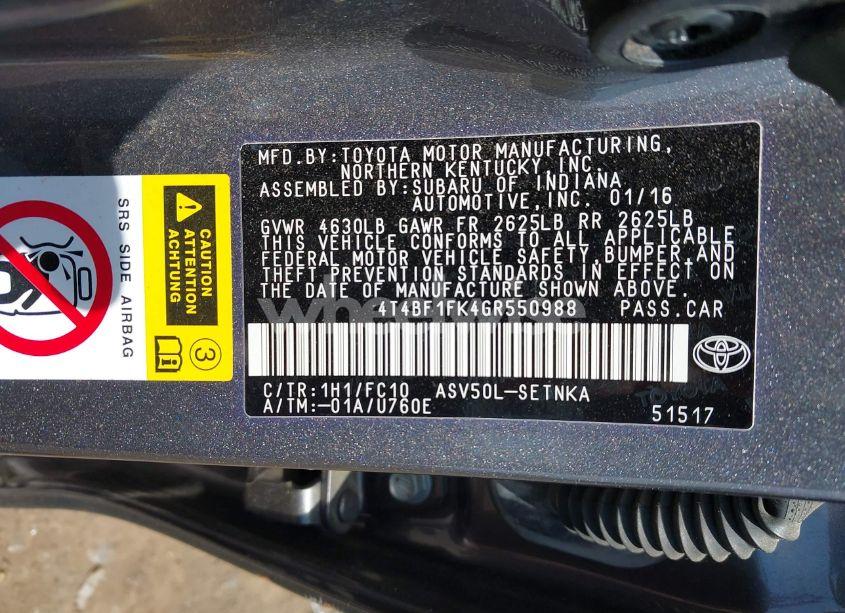 SRS SIDE AIRBAG
CAUTION
ATTENTION
ACHTUNG
3
MFD.BY:TOYOTA MOTOR MANUFACTURING,
NORTHERN KENTUCKY,INC.
ASSEMBLED BY:SUBARU OF INDIANA
AUTOMOTIVE,INC. 01/16
GVWR 4630LB GAWR FR 2625LB RR 2625LB
THIS VEHICLE CONFORMS TO ALL APPLICABLE
FEDERAL MOTOR VEHICLE SAFETY,BUMPER,AND
THEFT PREVENTION STANDARDS IN EFFECT ON
THE DATE OF MANUFACTURE SHOWN ABOVE.
4T4BF1FK4GR550988 PASS.CAR
C/TR:1H1/FC10 ASV50L-SETNKA
A/TM:-01A/U760E
51517